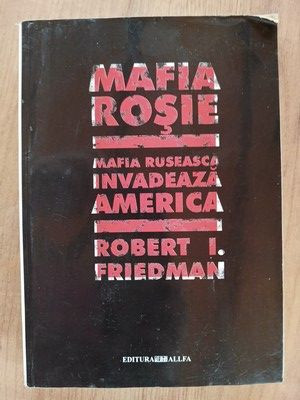 MAFIA
ROȘIE
MAFIA RUSEASCĂ
INVADEAZĂ
AMERICA
ROBERT I.
FRIEDMAN
EDITURA ALLFA